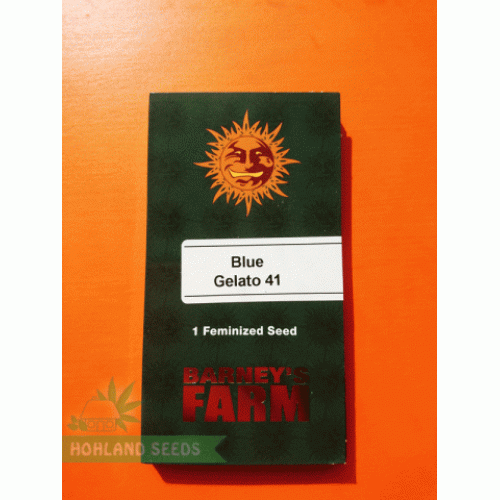 Blue
Gelato 41
1 Feminized Seed
BARNEY'S
FARM
HOHLAND SEEDS